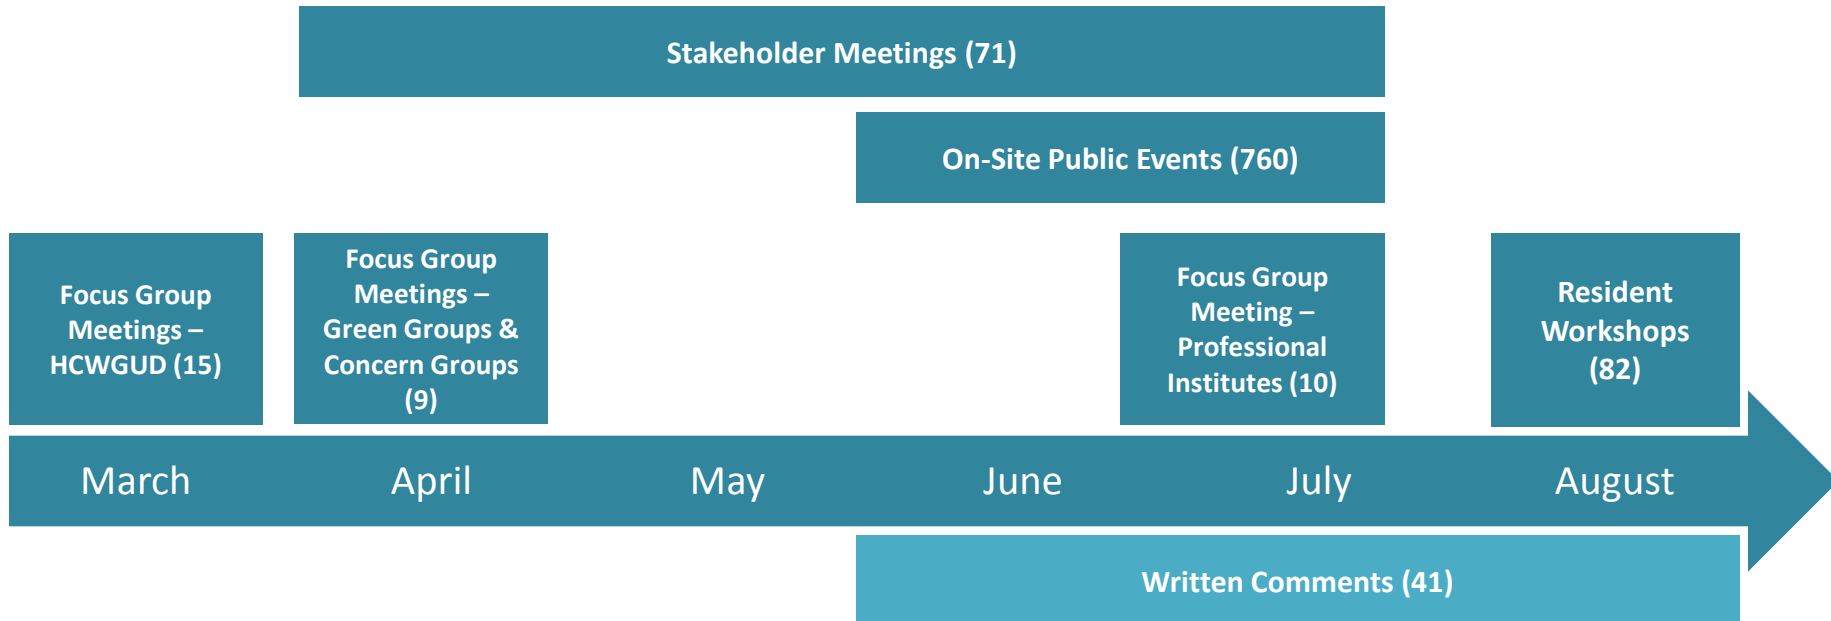 Stakeholder Meetings (71)
On-Site Public Events (760)
Focus Group
Meetings –
HCWGUD (15)
Focus Group
Meetings –
Green Groups &
Concern Groups
(9)
Focus Group
Meeting –
Professional
Institutes (10)
Resident
Workshops
(82)
March
April
May
June
July
August
Written Comments (41)